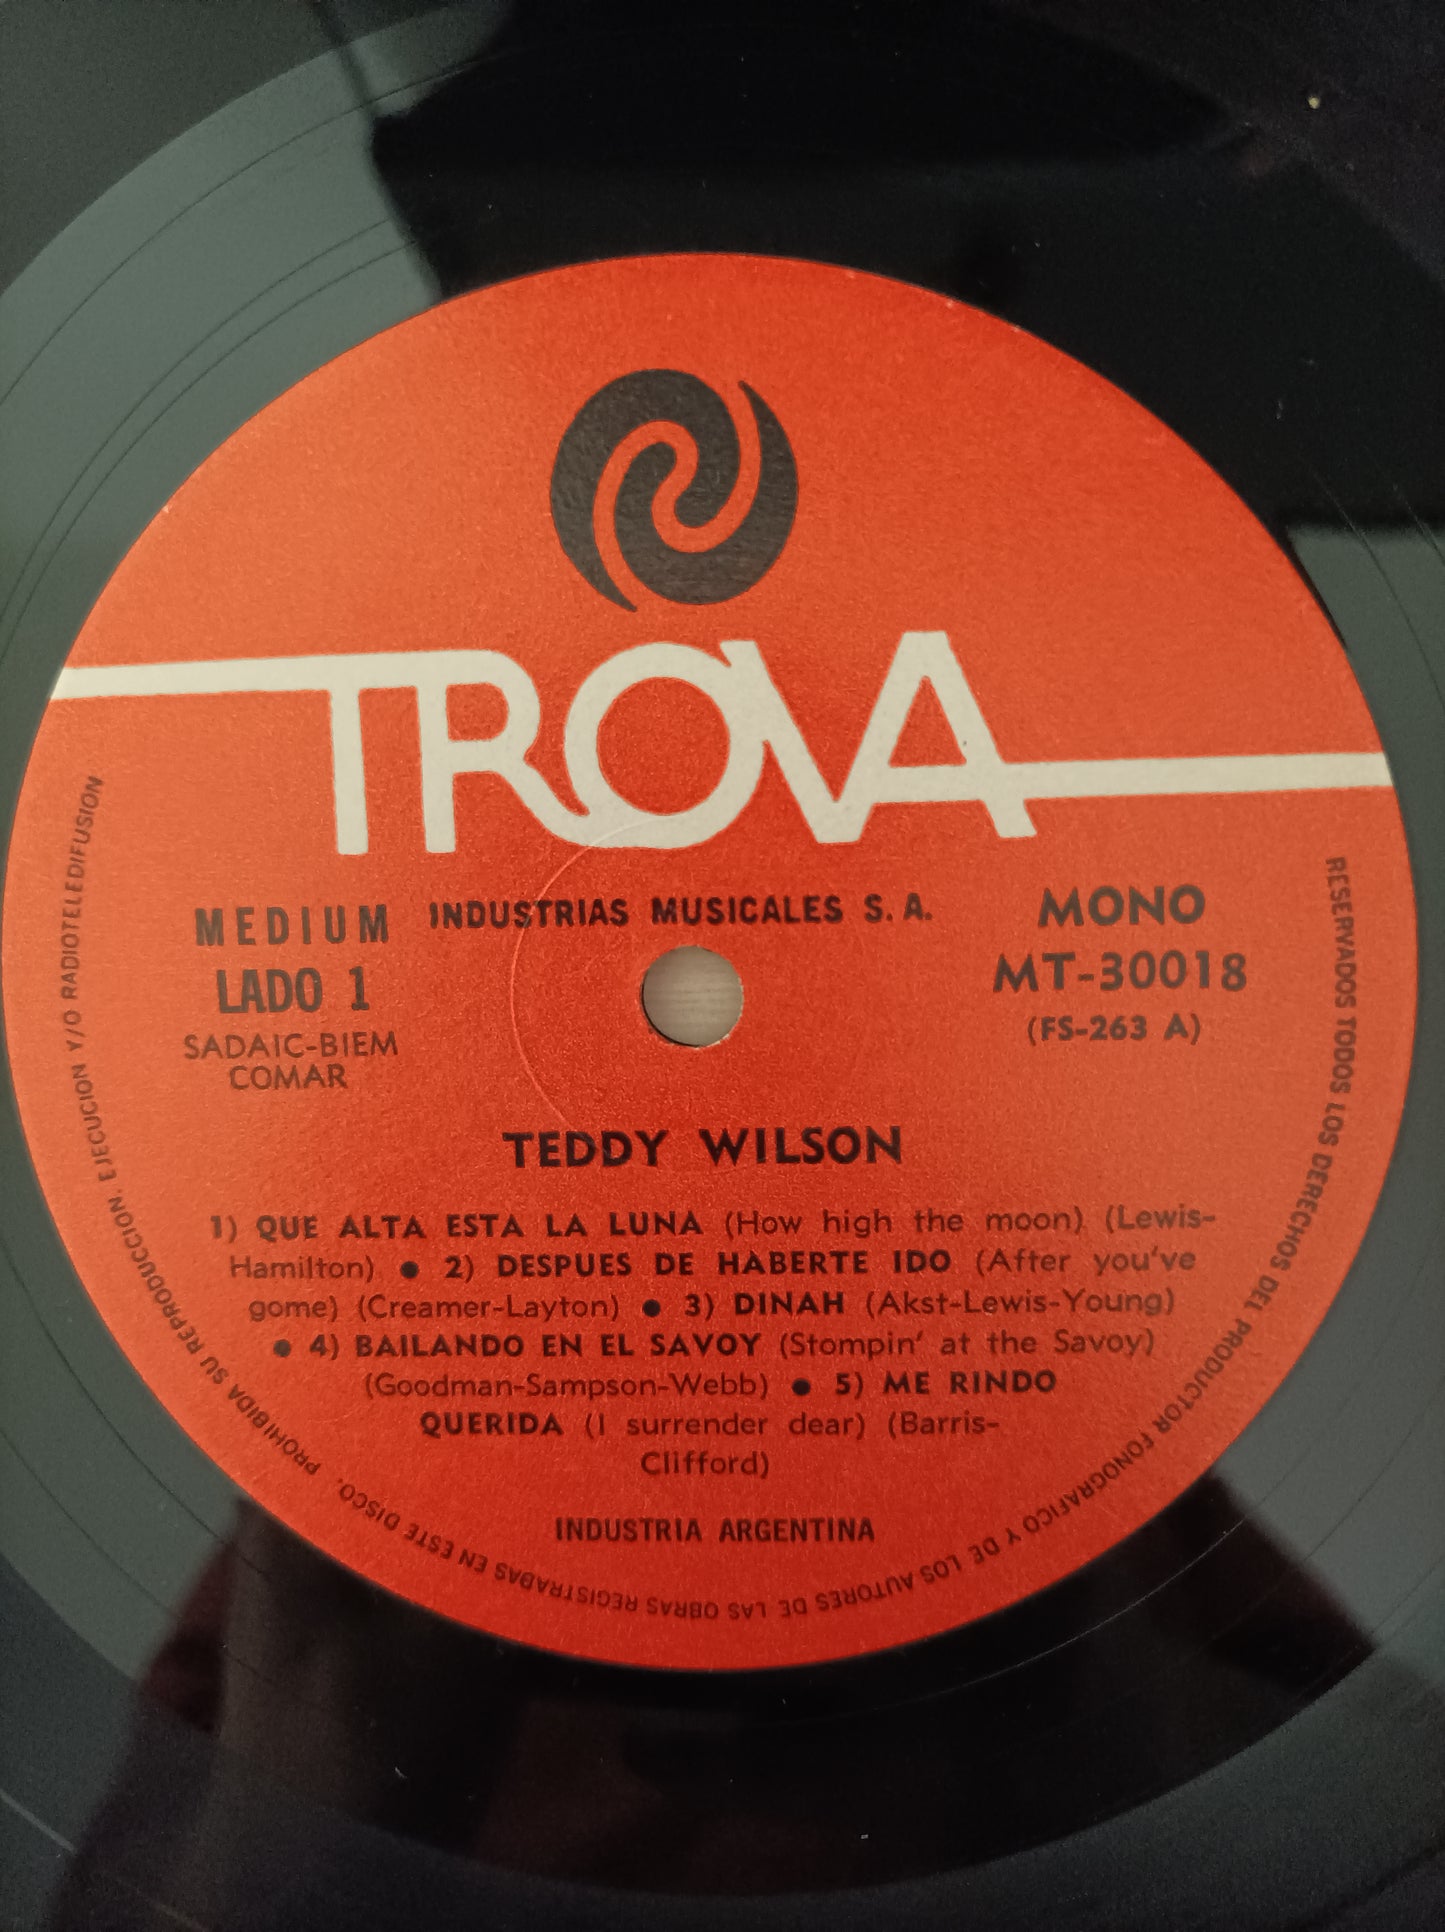 TROVA
MEDIUM
INDUSTRIAS MUSICALES S. A.
MONO
LADO 1
MT-30018
SADAIC-BIEM
(FS-263 A)
COMAR
TEDDY WILSON
1) QUE ALTA ESTA LA LUNA (How high the moon) (Lewis-
Hamilton) ● 2) DESPUES DE HABERTE IDO (After you've
gome) (Creamer-Layton) ● 3) DINAH (Akst-Lewis-Young)
● 4) BAILANDO EN EL SAVOY (Stompin' at the Savoy)
(Goodman-Sampson-Webb) ● 5) ME RINDO
QUERIDA (I surrender dear) (Barris-
Clifford)
INDUSTRIA ARGENTINA
RESERVADOS TODOS LOS DERECHOS DEL PRODUCTOR FONOGRAFICO Y DE LOS AUTORES DE LAS OBRAS REGISTRADAS EN ESTE DISCO. PROHIBIDA SU REPRODUCCION, EJECUCION Y/O RADIOTELEDIFUSION